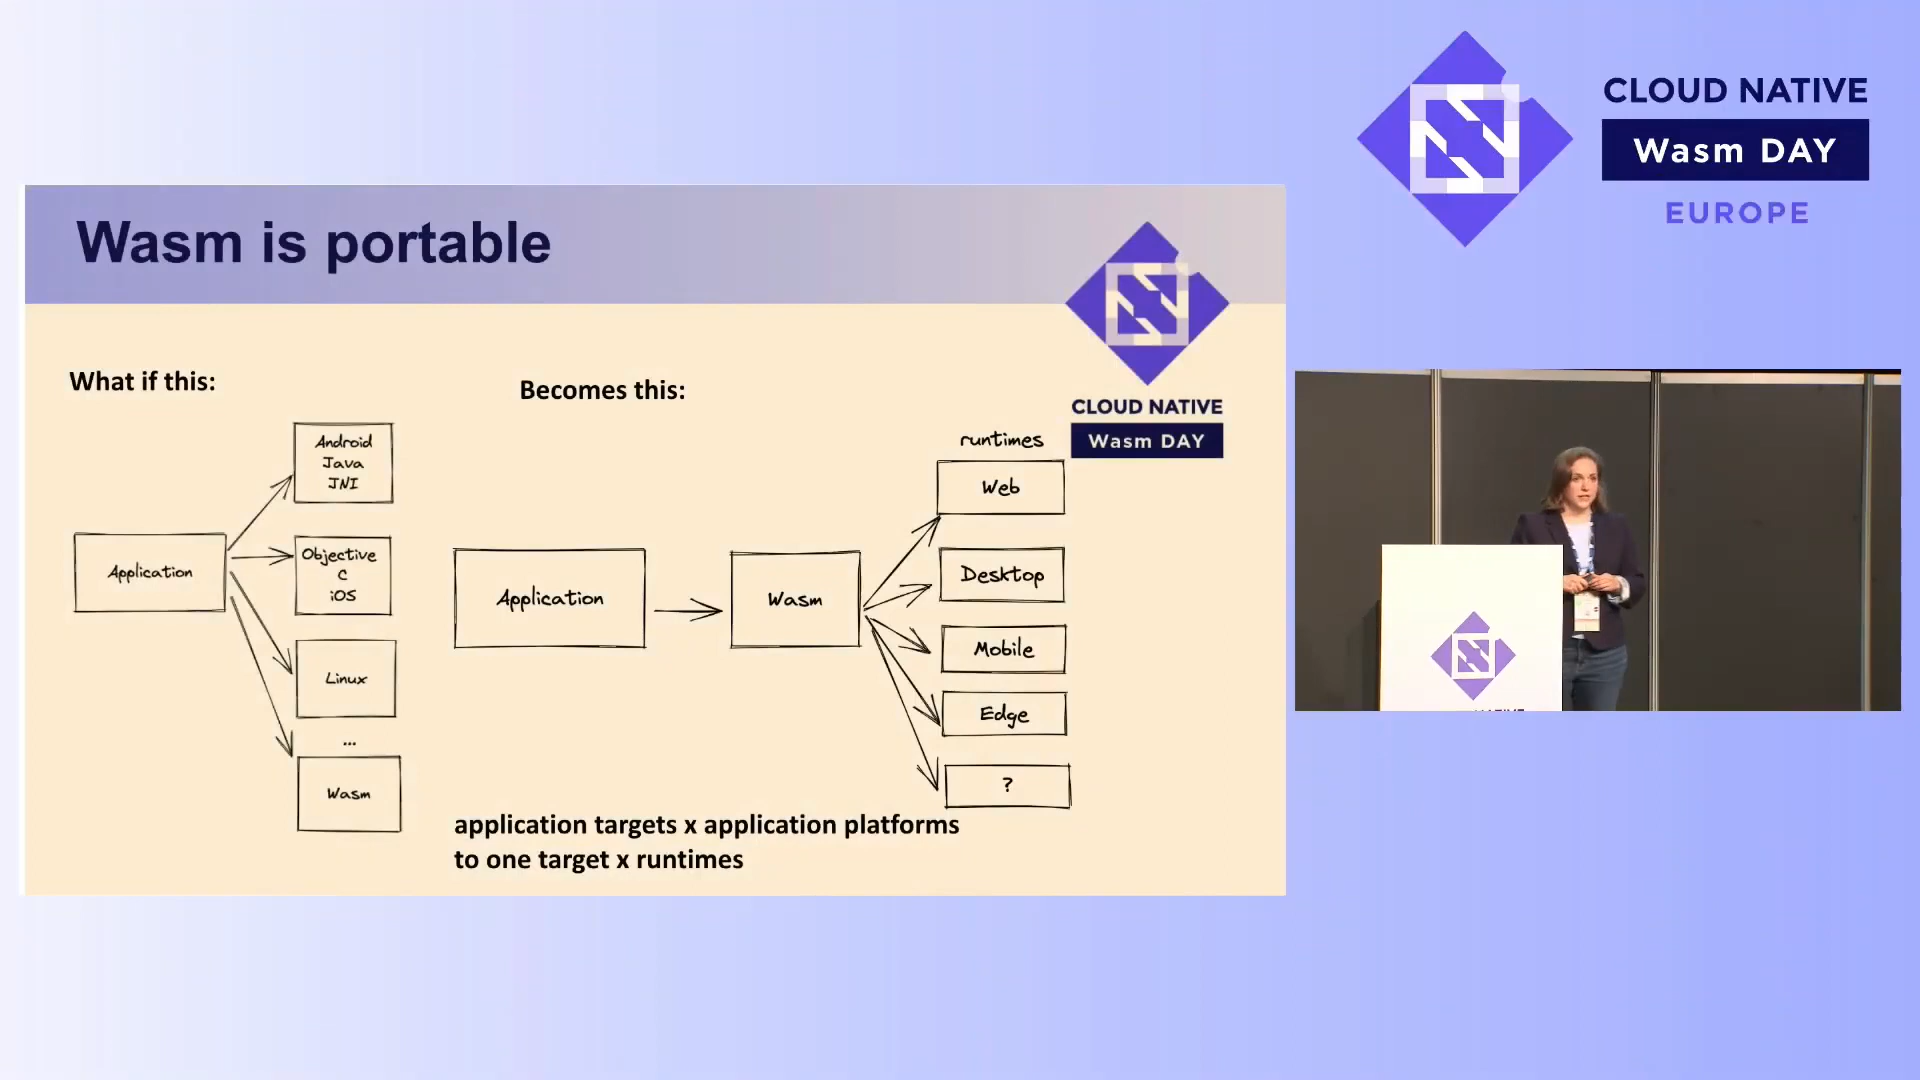 CLOUD NATIVE
Wasm DAY
EUROPE
Wasm is portable
CLOUD NATIVE
Wasm DAY
What if this:
Application
Android
Java
JNI
Objective
C
iOS
Linux
...
Wasm
Becomes this:
Application
Wasm
runtimes
Web
Desktop
Mobile
Edge
?
application targets x application platforms
to one target x runtimes